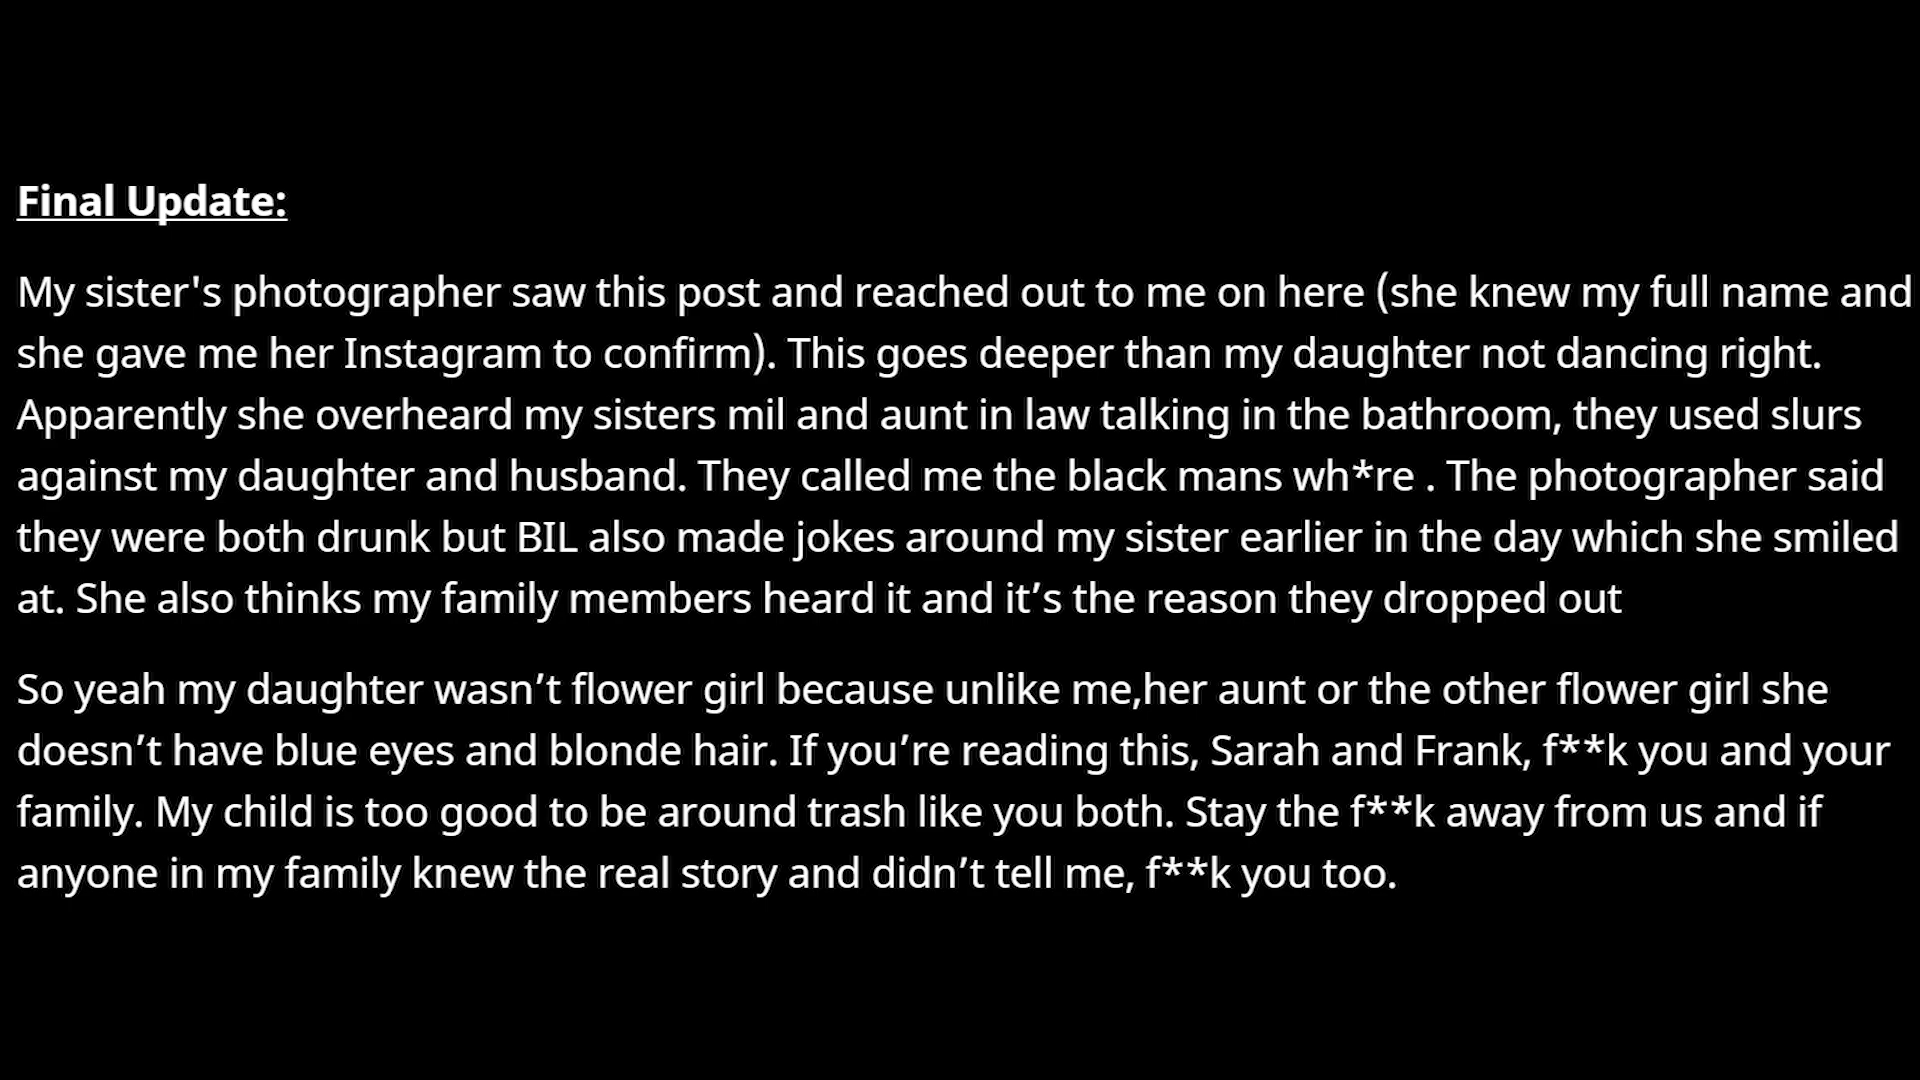 Final Update:
My sister's photographer saw this post and reached out to me on here (she knew my full name and
she gave me her Instagram to confirm). This goes deeper than my daughter not dancing right.
Apparently she overheard my sisters mil and aunt in law talking in the bathroom, they used slurs
against my daughter and husband. They called me the black mans wh*re . The photographer said
they were both drunk but BIL also made jokes around my sister earlier in the day which she smiled
at. She also thinks my family members heard it and it’s the reason they dropped out
So yeah my daughter wasn’t flower girl because unlike me,her aunt or the other flower girl she
doesn’t have blue eyes and blonde hair. If you’re reading this, Sarah and Frank, f**k you and your
family. My child is too good to be around trash like you both. Stay the f**k away from us and if
anyone in my family knew the real story and didn’t tell me, f**k you too.